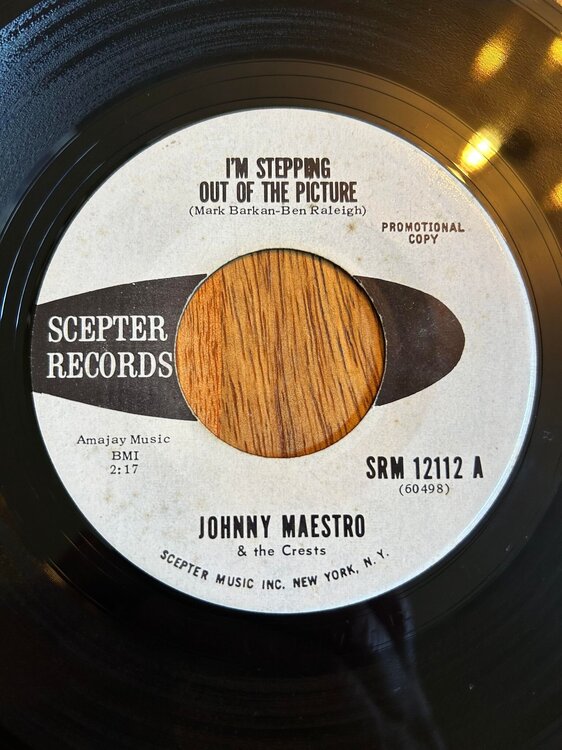 I'M STEPPING
OUT OF THE PICTURE
(Mark Barkan-Ben Raleigh)
PROMOTIONAL
COPY
SCEPTER
RECORDS
Amajay Music
BMI
2:17
SRM 12112 A
(60498)
JOHNNY MAESTRO
& the Crests
SCEPTER MUSIC INC. NEW YORK, N.Y.